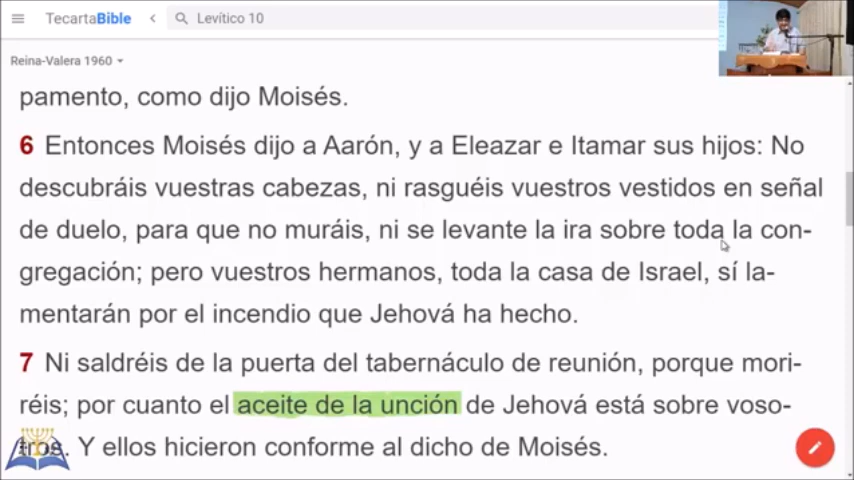 TecartaBible
Levítico 10
Reina-Valera 1960
pamento, como dijo Moisés.
6 Entonces Moisés dijo a Aarón, y a Eleazar e Itamar sus hijos: No
descubráis vuestras cabezas, ni rasguéis vuestros vestidos en señal
de duelo, para que no muráis, ni se levante la ira sobre toda la con-
gregación; pero vuestros hermanos, toda la casa de Israel, sí la-
mentarán por el incendio que Jehová ha hecho.
7 Ni saldréis de la puerta del tabernáculo de reunión, porque mori-
réis; por cuanto el aceite de la unción de Jehová está sobre voso-
tros. Y ellos hicieron conforme al dicho de Moisés.